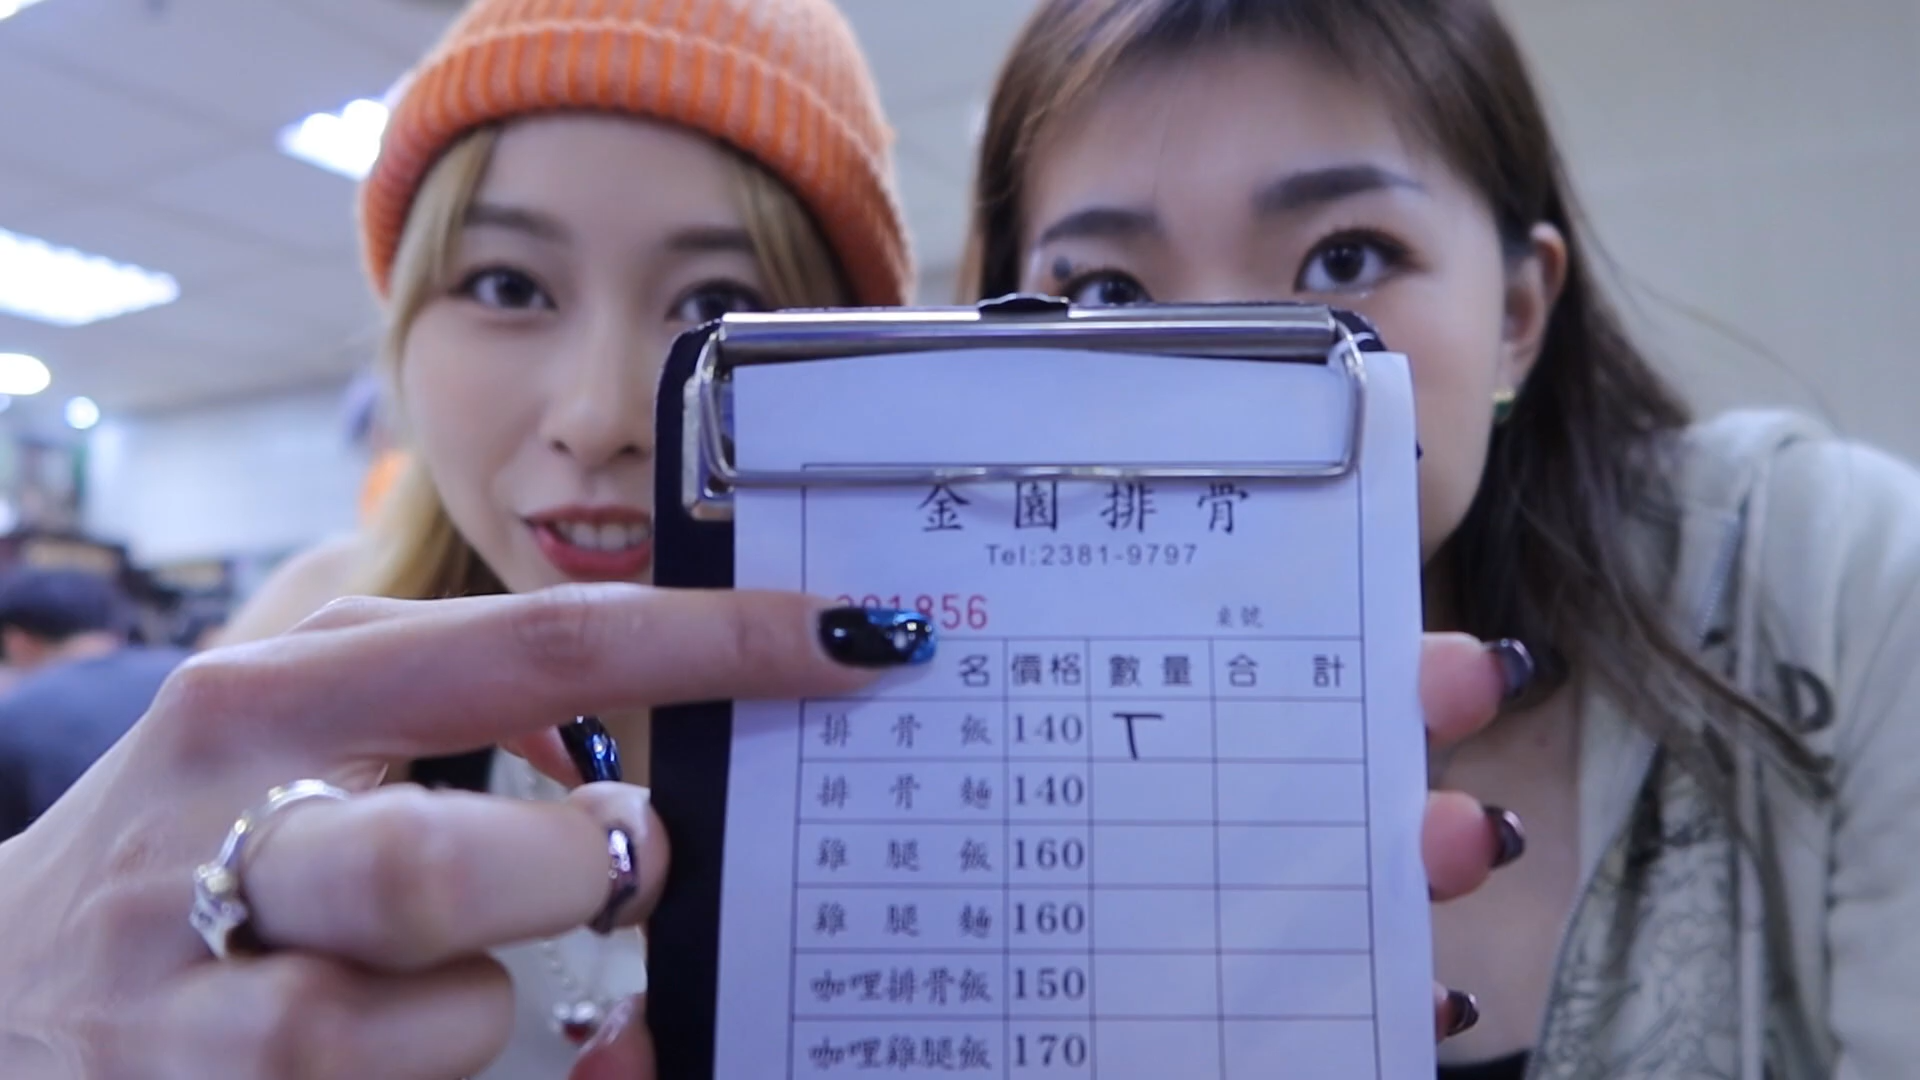 金園排骨
Tel:2381-9797
856
桌號
名 價格 數量 合計
排骨飯 140 T
排骨麵 140
雞腿飯 160
雞腿麵 160
咖哩排骨飯 150
咖哩雞腿飯 170